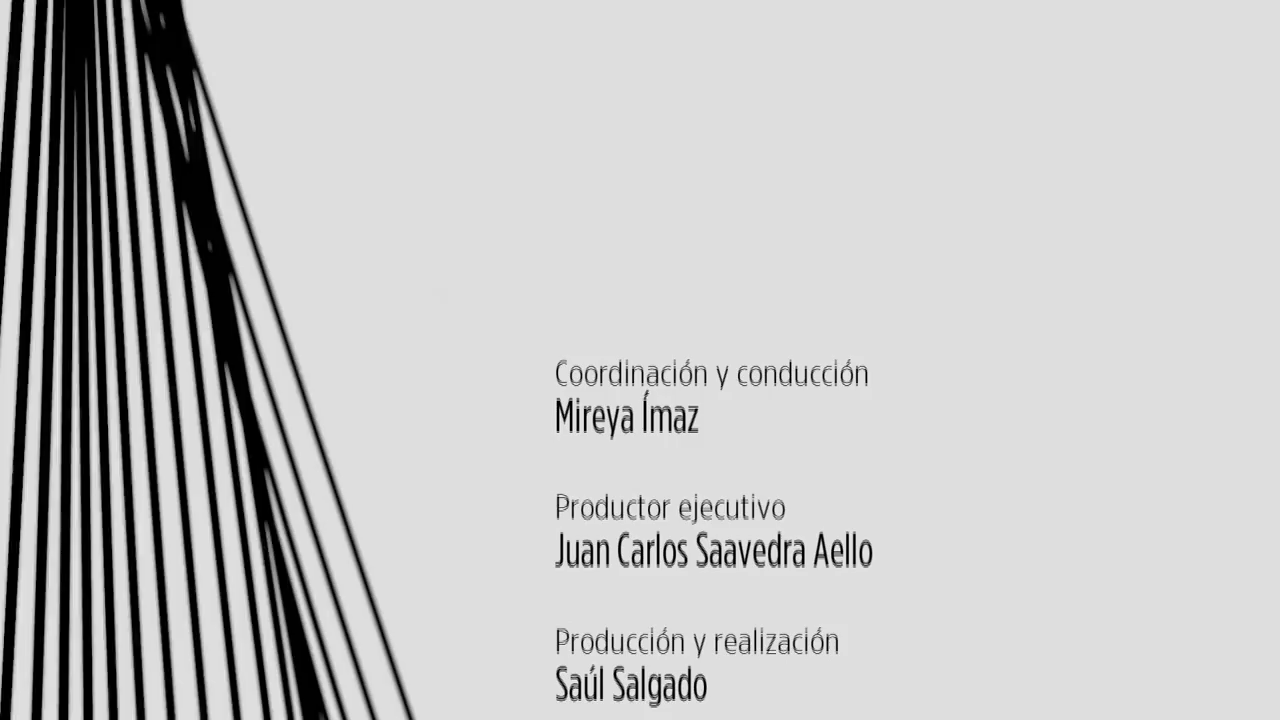 Coordinación y conducción
Mireya Ímaz
Productor ejecutivo
Juan Carlos Saavedra Aello
Producción y realización
Saúl Salgado